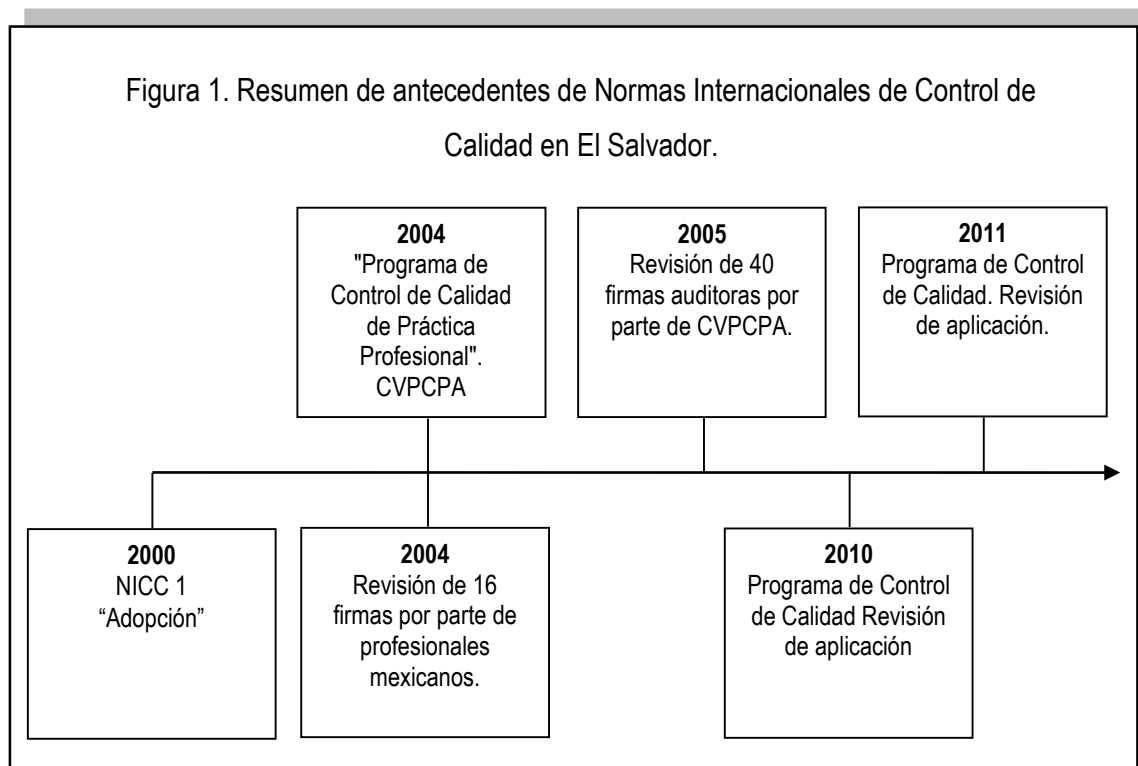 Figura 1. Resumen de antecedentes de Normas Internacionales de Control de
Calidad en El Salvador.
2004
"Programa de
Control de Calidad
de Práctica
Profesional".
CVPCPA
2005
Revisión de 40
firmas auditoras por
parte de CVPCPA.
2011
Programa de Control
de Calidad. Revisión
de aplicación.
2000
NICC 1
“Adopción”
2004
Revisión de 16
firmas por parte de
profesionales
mexicanos.
2010
Programa de Control
de Calidad Revisión
de aplicación